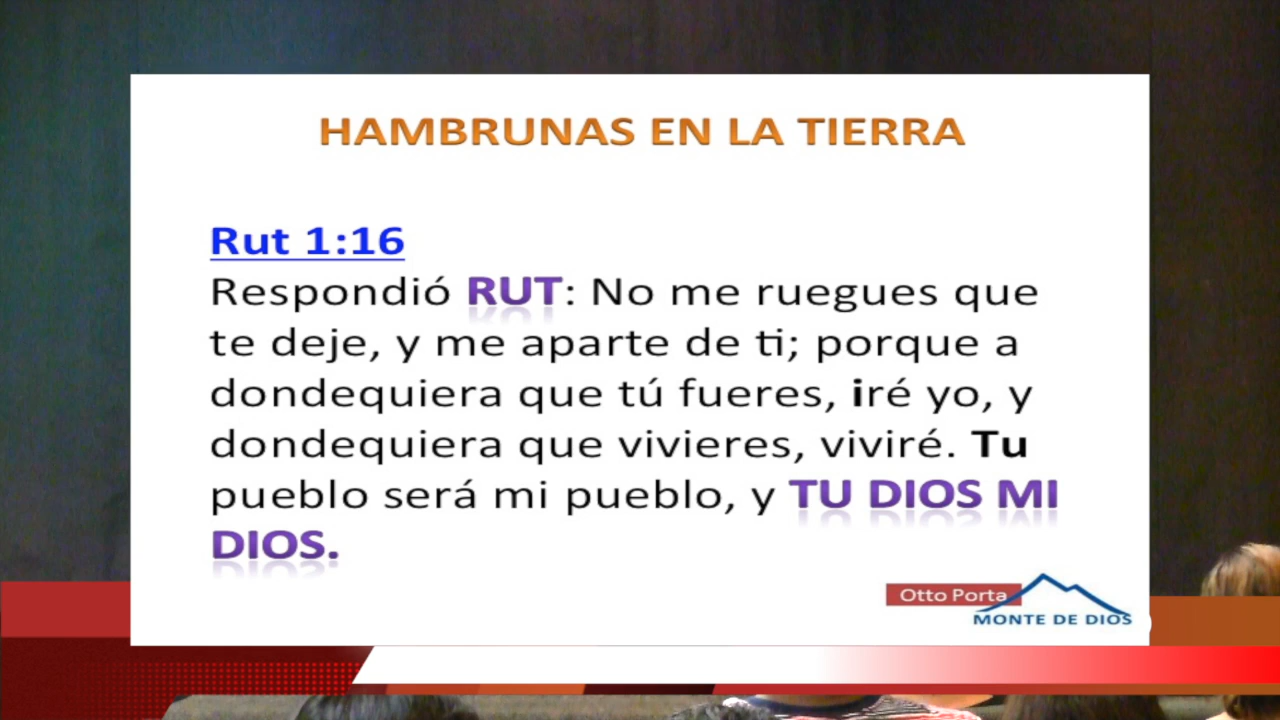 HAMBRUNAS EN LA TIERRA
Rut 1:16
Respondió RUT: No me ruegues que
te deje, y me aparte de ti; porque a
dondequiera que tú fueres, iré yo, y
dondequiera que vivieres, viviré. Tu
pueblo será mi pueblo, y TU DIOS MI
DIOS.
Otto Porta
MONTE DE DIOS